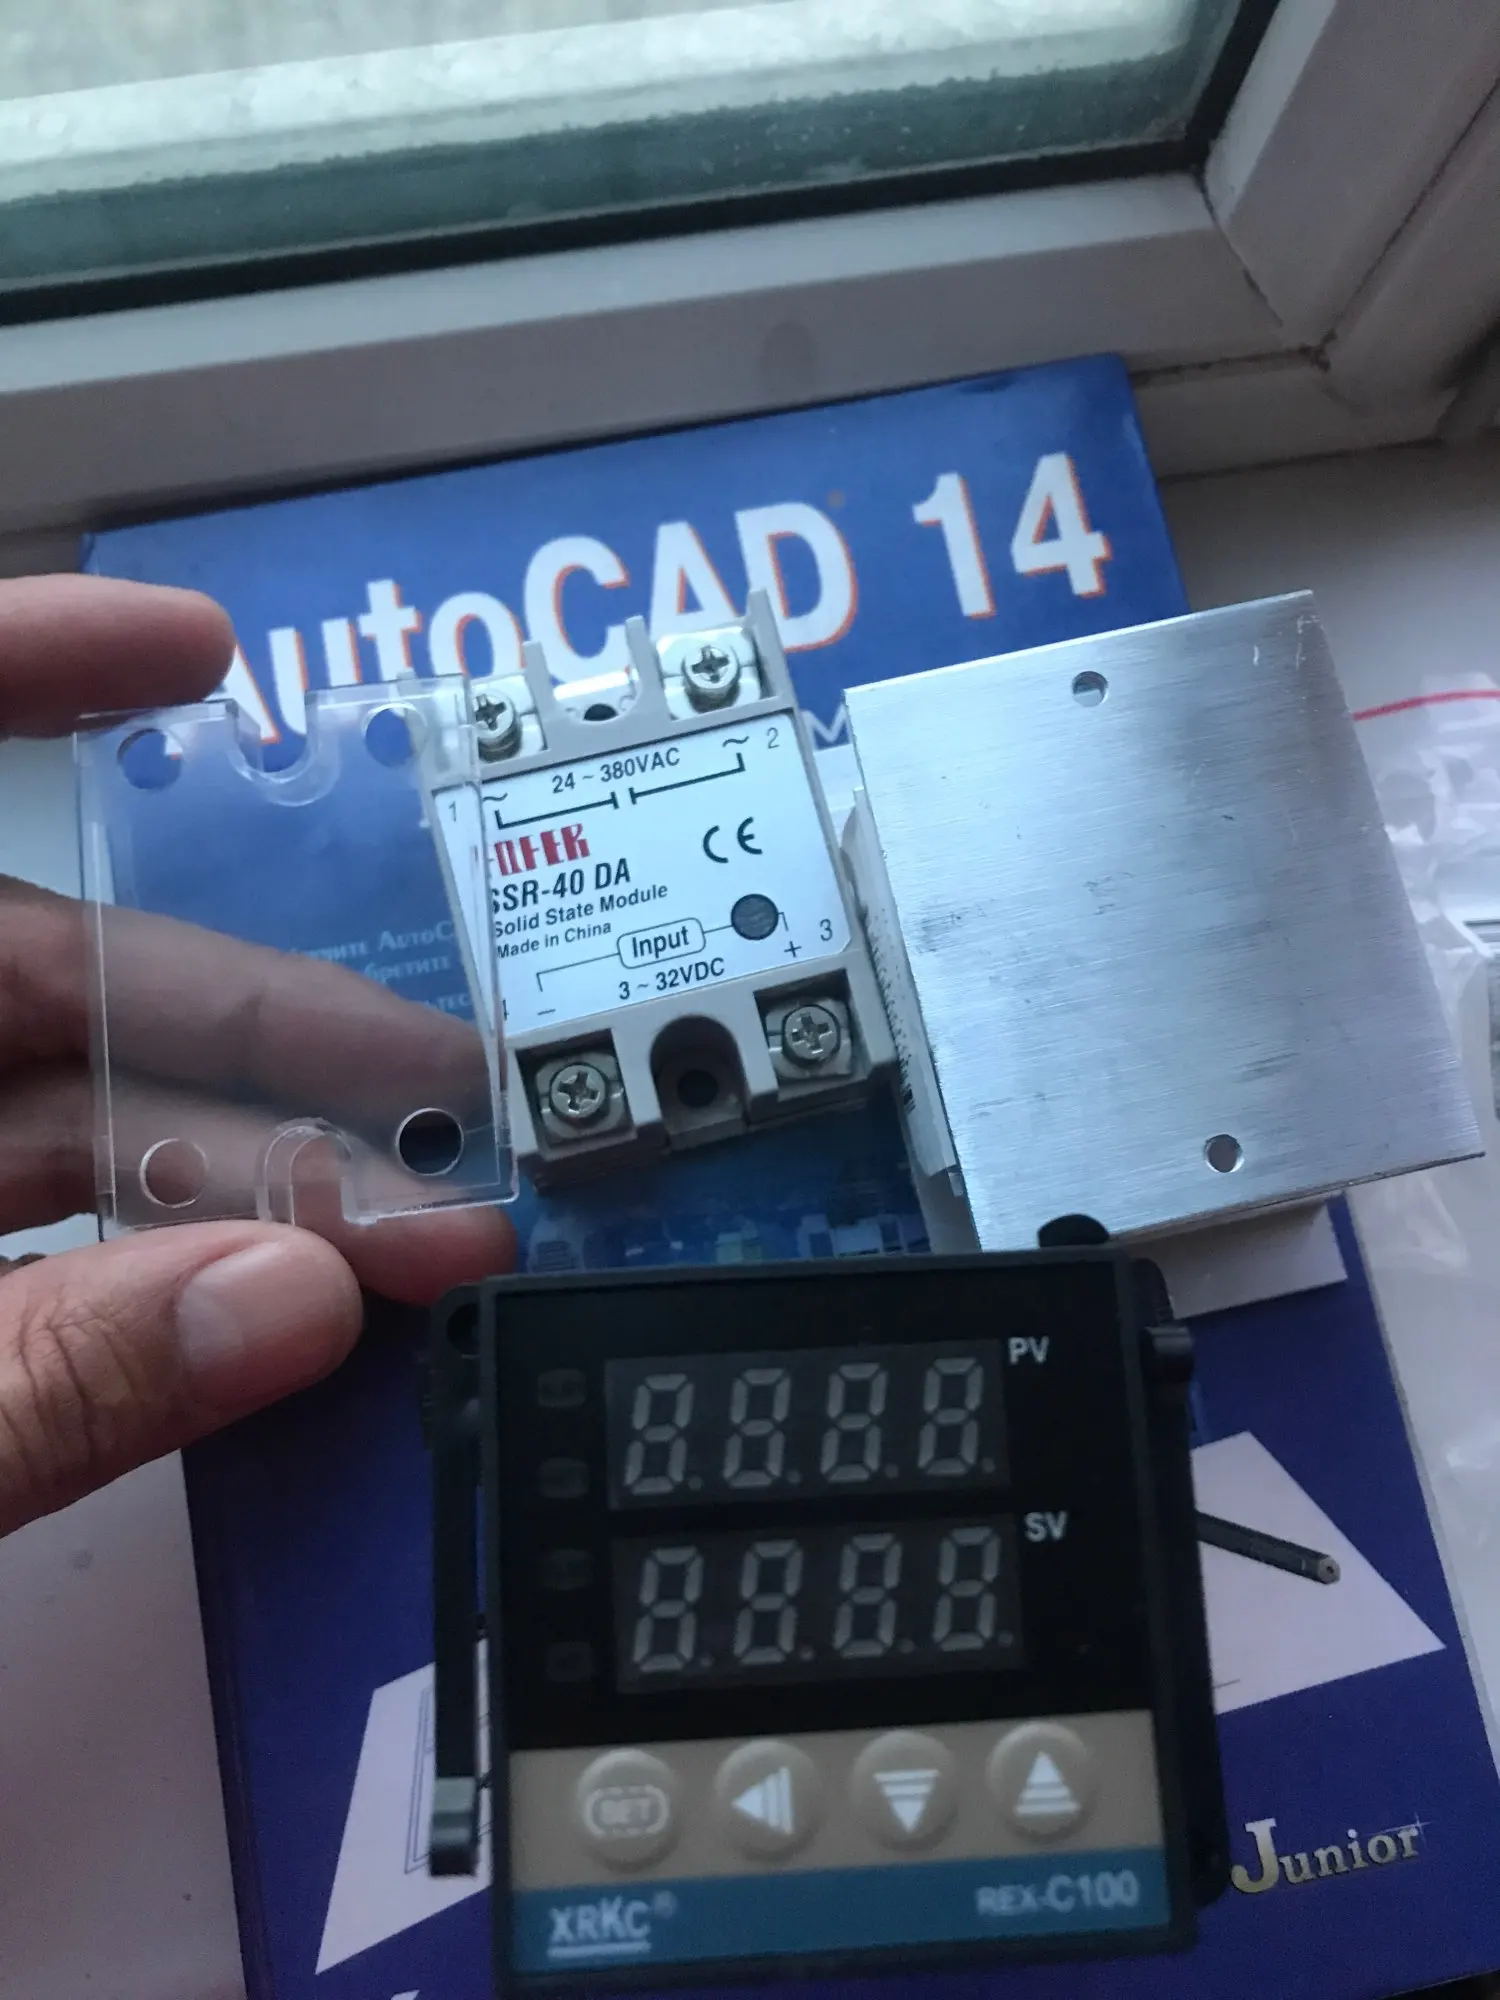 AutoCAD 14
24 ~ 380VAC
~ 2
1 ~
CE
SSR-40 DA
Solid State Module
Made in China
Input
+ 3
3 ~ 32VDC
−
PV
SV
SET
XRKC®
REX-C100
Junior